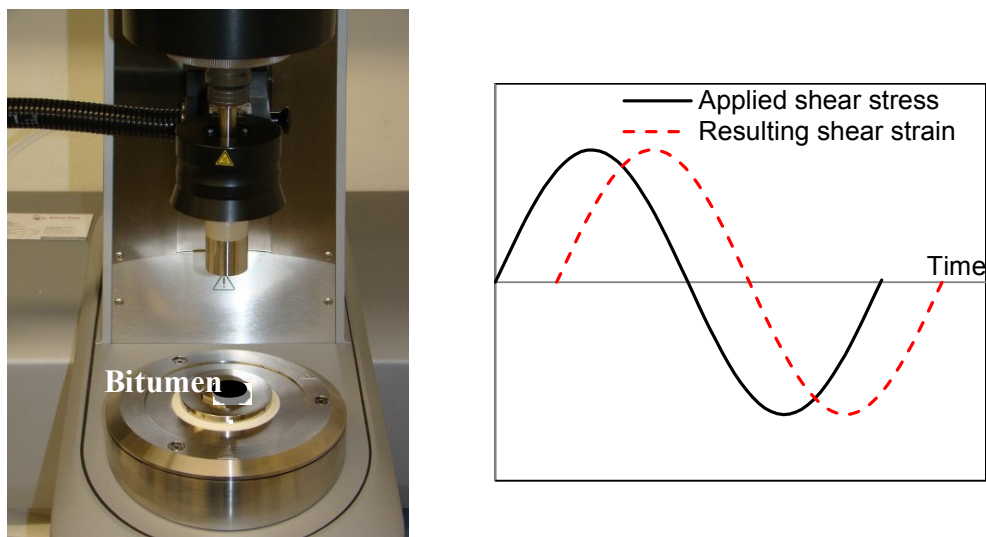 Bitumen
Applied shear stress
Resulting shear strain
Time